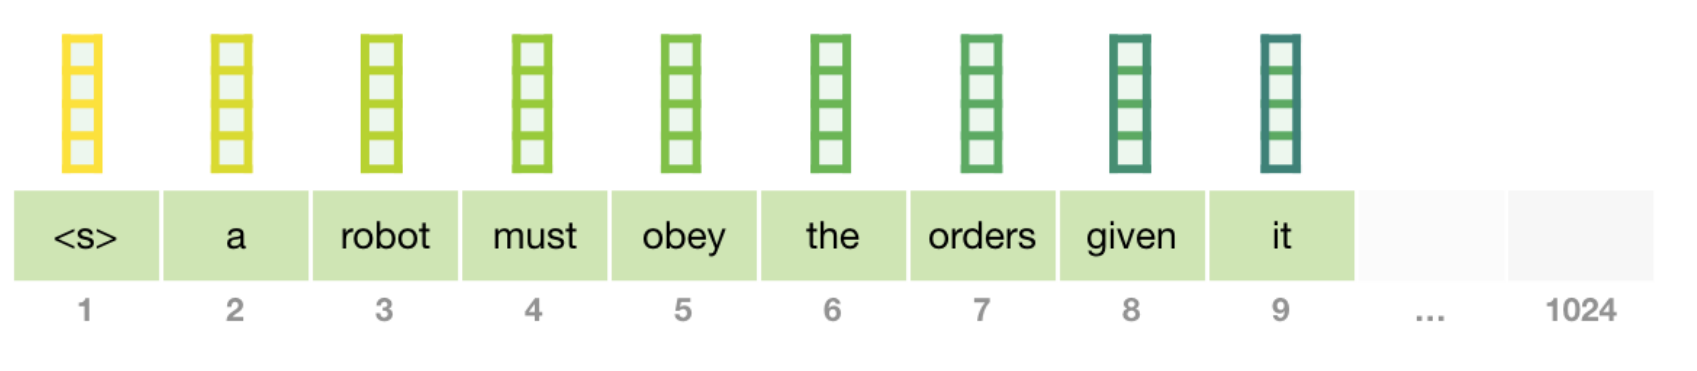 <s> a robot must obey the orders given it
1 2 3 4 5 6 7 8 9 ... 1024